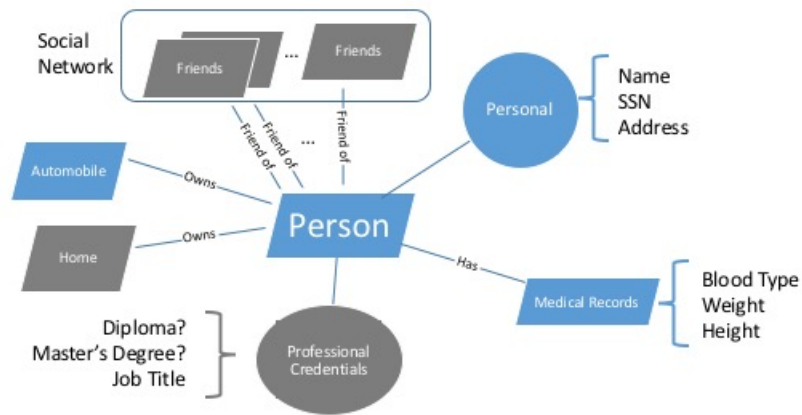 Social
Network
Friends
...
Friends
Friend of
Friend of
...
Friend of
Personal
Name
SSN
Address
Automobile
Owns
Home
Owns
Person
Has
Medical Records
Blood Type
Weight
Height
Diploma?
Master's Degree?
Job Title
Professional
Credentials